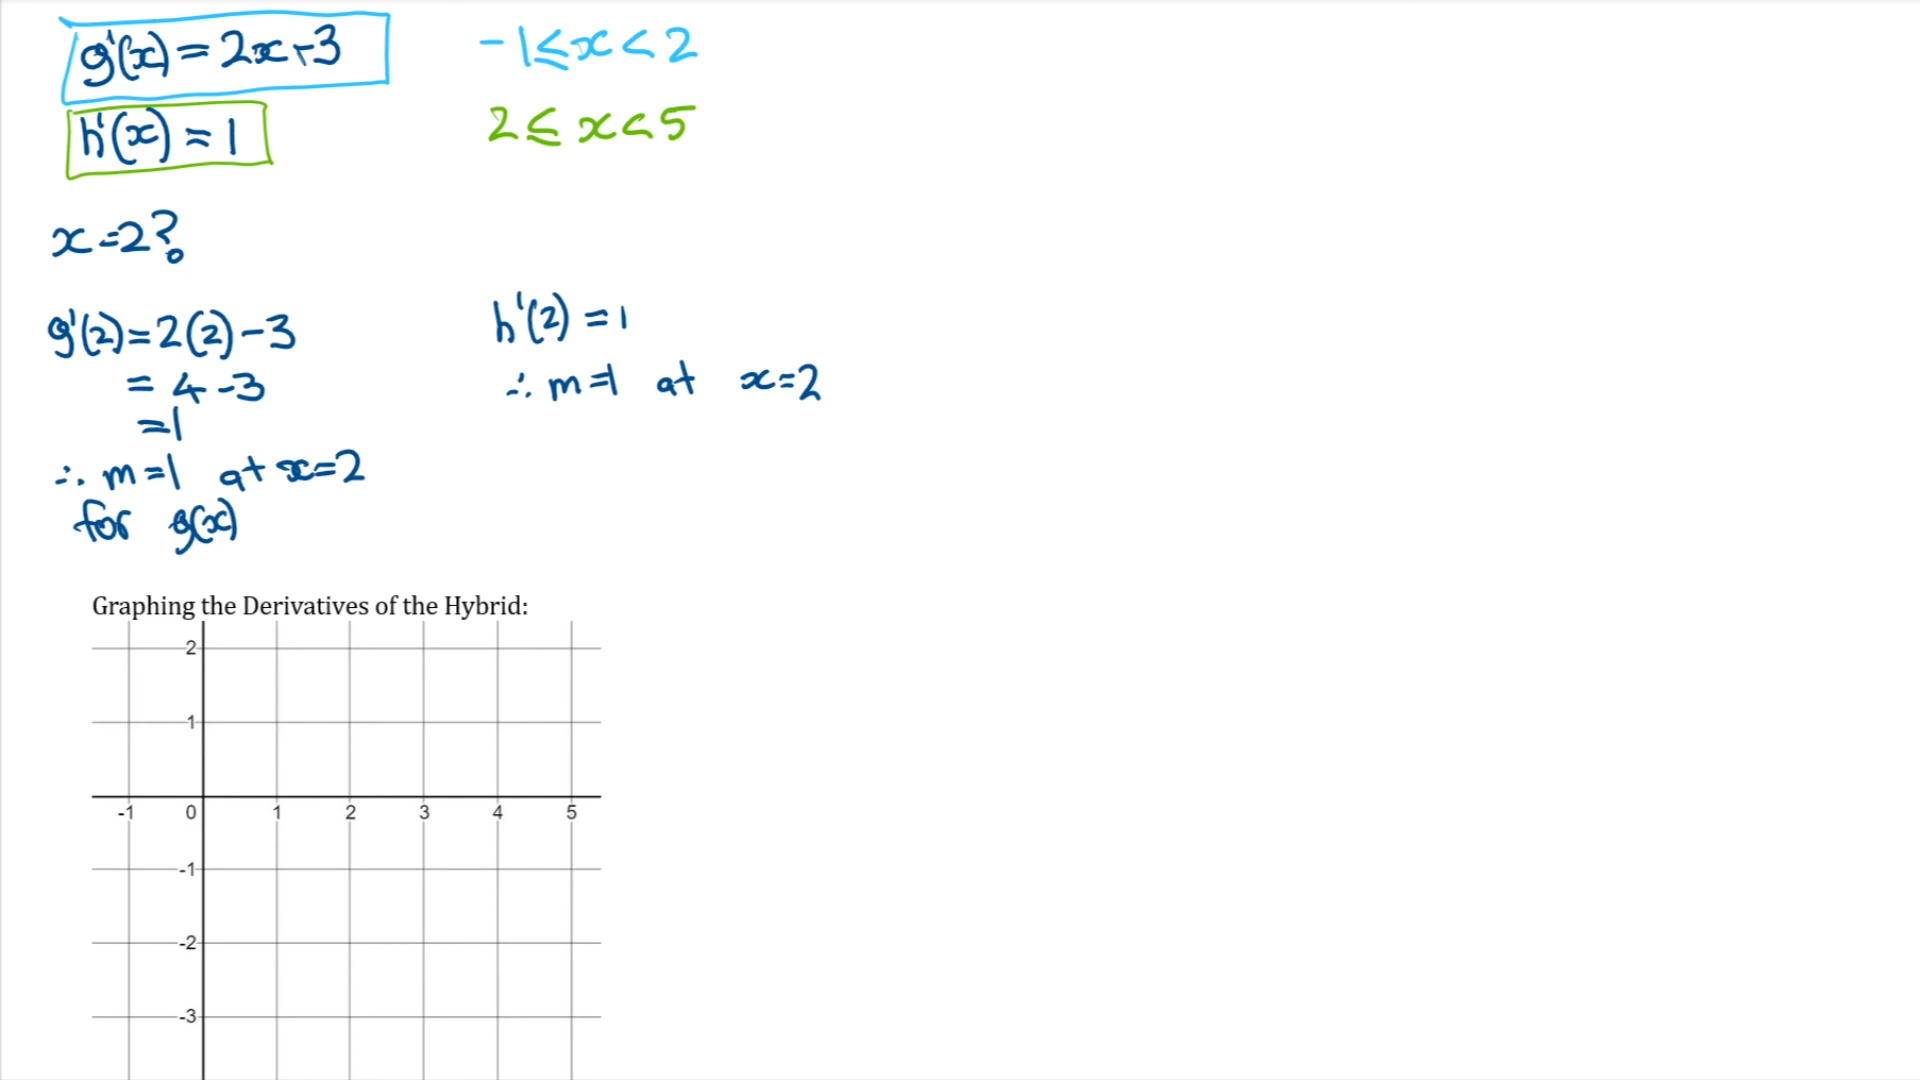 g'(x) = 2x-3 -1≤x<2
h'(x) = 1 2≤x<5
x=2?
g'(2)=2(2)-3 h'(2)=1
= 4-3 ∴ m=1 at x=2
=1
∴ m=1 at x=2
for g(x)
Graphing the Derivatives of the Hybrid:
2
1
-1 0 1 2 3 4 5
-1
-2
-3